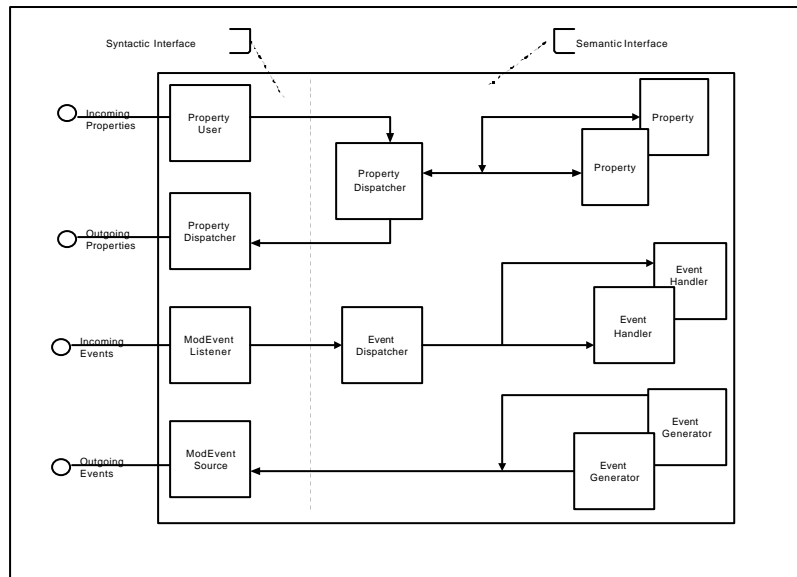 Syntactic Interface
Semantic Interface
Incoming
Properties
Property
User
Property
Property
Dispatcher
Property
Outgoing
Properties
Property
Dispatcher
Event
Handler
Incoming
Events
ModEvent
Listener
Event
Dispatcher
Event
Handler
Event
Generator
Outgoing
Events
ModEvent
Source
Event
Generator